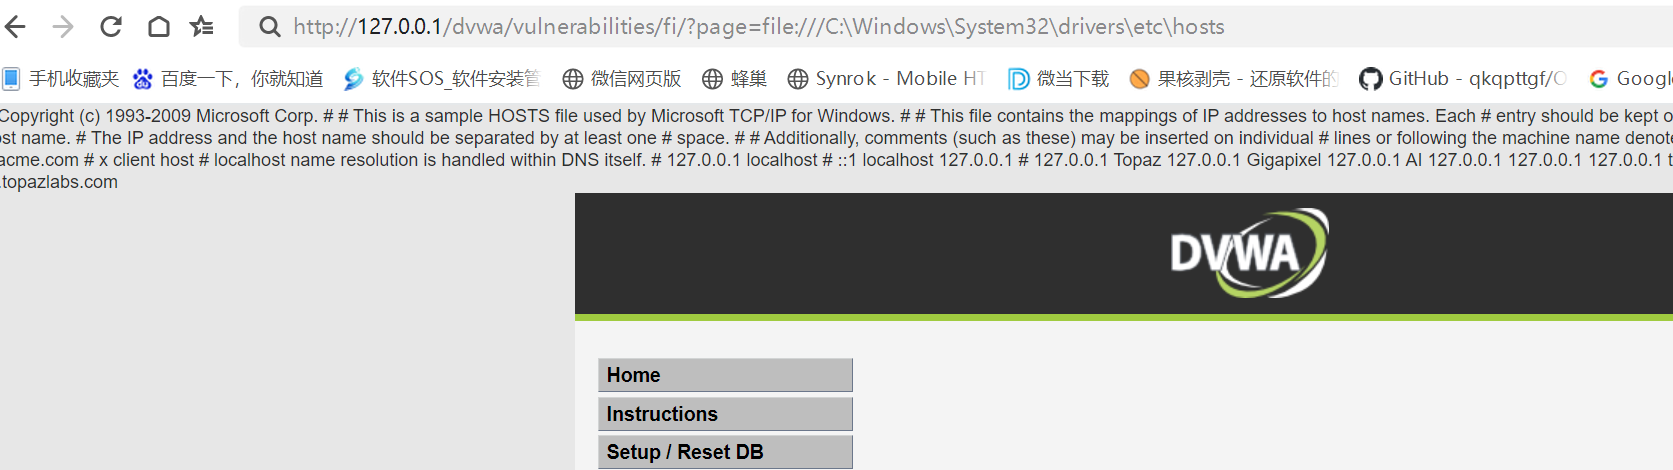 http://127.0.0.1/dvwa/vulnerabilities/fi/?page=file:///C:\Windows\System32\drivers\etc\hosts
手机收藏夹 百度一下，你就知道 软件SOS_软件安装管 微信网页版 蜂巢 Synrok - Mobile HT 微当下载 果核剥壳 - 还原软件的 GitHub - qkqpttgf/O Google
Copyright (c) 1993-2009 Microsoft Corp. # # This is a sample HOSTS file used by Microsoft TCP/IP for Windows. # # This file contains the mappings of IP addresses to host names. Each # entry should be kept o
ost name. # The IP address and the host name should be separated by at least one # space. # # Additionally, comments (such as these) may be inserted on individual # lines or following the machine name denote
acme.com # x client host # localhost name resolution is handled within DNS itself. # 127.0.0.1 localhost # ::1 localhost 127.0.0.1 # 127.0.0.1 Topaz 127.0.0.1 Gigapixel 127.0.0.1 AI 127.0.0.1 127.0.0.1 127.0.0.1 t
.topazlabs.com
DVWA
Home
Instructions
Setup / Reset DB